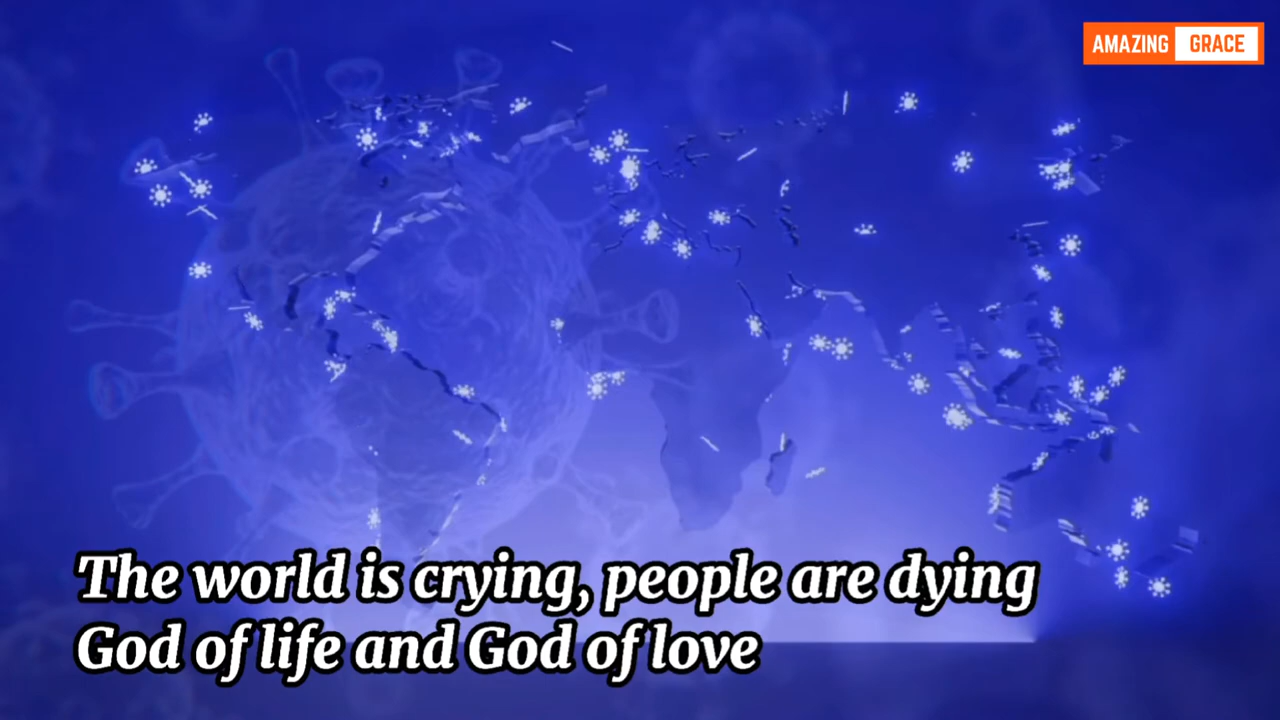 AMAZING GRACE
The world is crying, people are dying
God of life and God of love